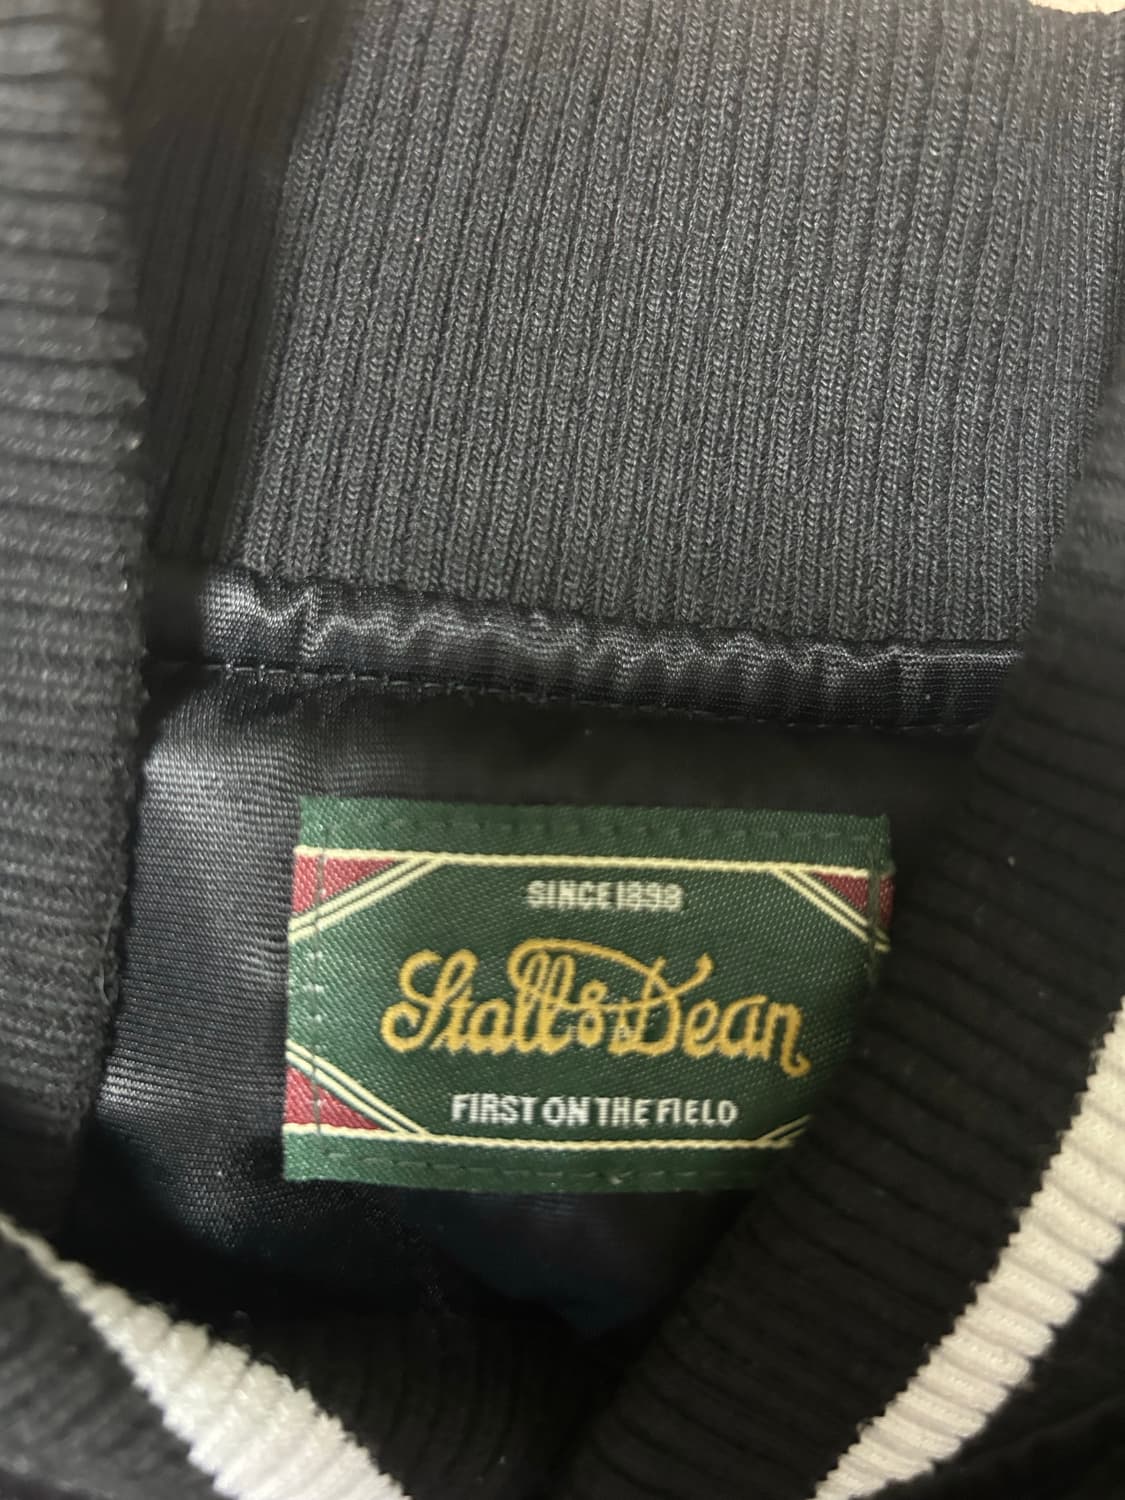 SINCE 1898
Stall & Dean
FIRST ON THE FIELD